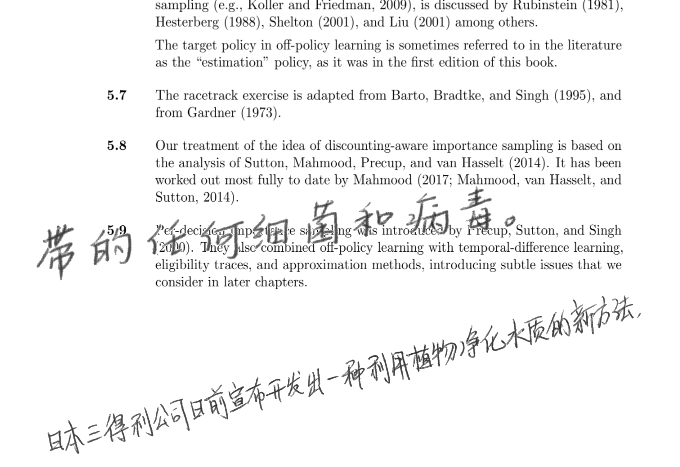 sampling (e.g., Koller and Friedman, 2009), is discussed by Rubinstein (1981),
Hesterberg (1988), Shelton (2001), and Liu (2001) among others.
The target policy in off-policy learning is sometimes referred to in the literature
as the “estimation” policy, as it was in the first edition of this book.
5.7 The racetrack exercise is adapted from Barto, Bradtke, and Singh (1995), and
from Gardner (1973).
5.8 Our treatment of the idea of discounting-aware importance sampling is based on
the analysis of Sutton, Mahmood, Precup, and van Hasselt (2014). It has been
worked out most fully to date by Mahmood (2017; Mahmood, van Hasselt, and
Sutton, 2014).
5.9 Per-decision importance sampling was introduced by Precup, Sutton, and Singh
(2000). They also combined off-policy learning with temporal-difference learning,
eligibility traces, and approximation methods, introducing subtle issues that we
consider in later chapters.
带的任何细菌和病毒。
日本三得利公司日前宣布开发出一种利用植物净化水质的新方法,